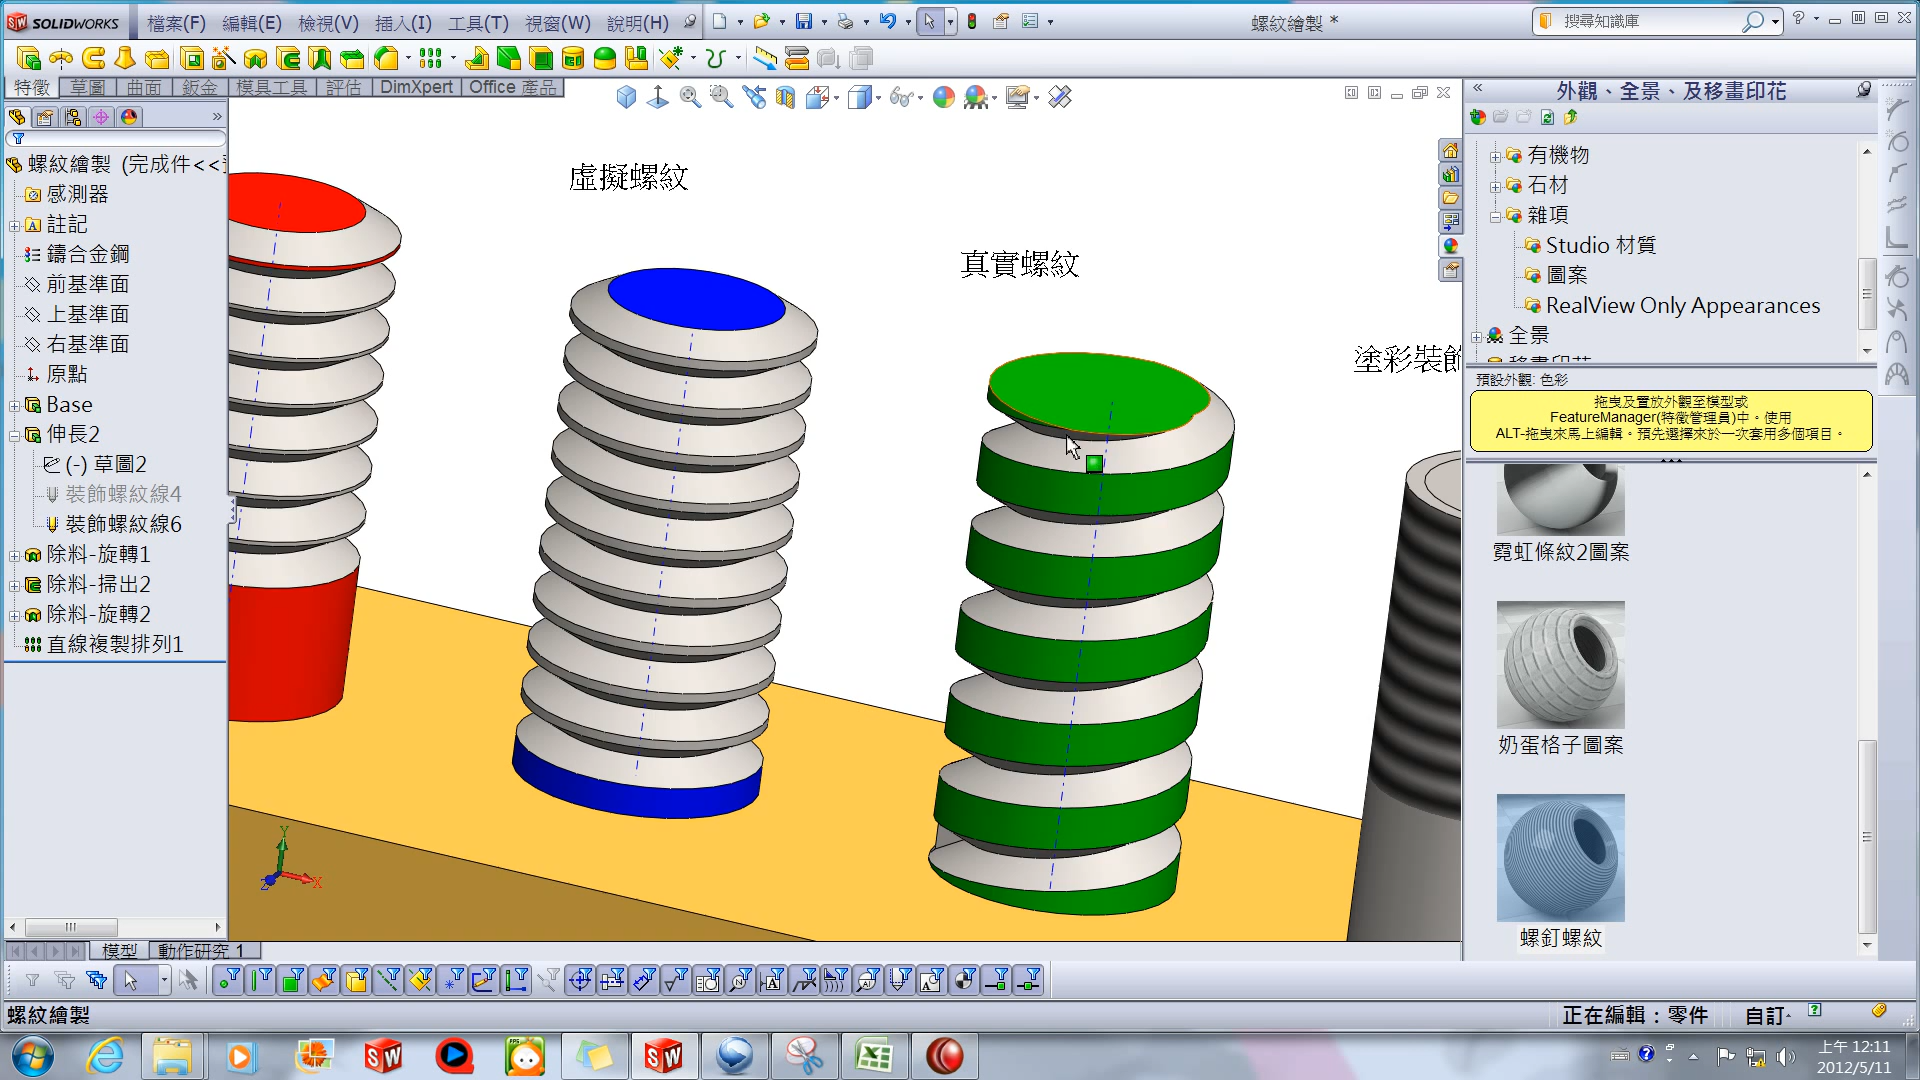 SOLIDWORKS 檔案(F) 編輯(E) 檢視(V) 插入(I) 工具(T) 視窗(W) 說明(H) 螺紋繪製 * 搜尋知識庫
特徵 草圖 曲面 鈑金 模具工具 評估 DimXpert Office 產品
外觀、全景、及移畫印花
螺紋繪製 (完成件<<
感測器
註記
鑄合金鋼
前基準面
上基準面
右基準面
原點
Base
伸長2
(-) 草圖2
裝飾螺紋線4
裝飾螺紋線6
除料-旋轉1
除料-掃出2
除料-旋轉2
直線複製排列1
虛擬螺紋
真實螺紋
塗彩裝飾
Y
X
Z
有機物
石材
雜項
Studio 材質
圖案
RealView Only Appearances
全景
移畫印花
預設外觀: 色彩
拖曳及置放外觀至模型或
FeatureManager(特徵管理員)中。使用
ALT-拖曳來馬上編輯。預先選擇來於一次套用多個項目。
霓虹條紋2圖案
奶蛋格子圖案
螺釘螺紋
模型 動作研究 1
螺紋繪製 正在編輯：零件 自訂
上午 12:11
2012/5/11